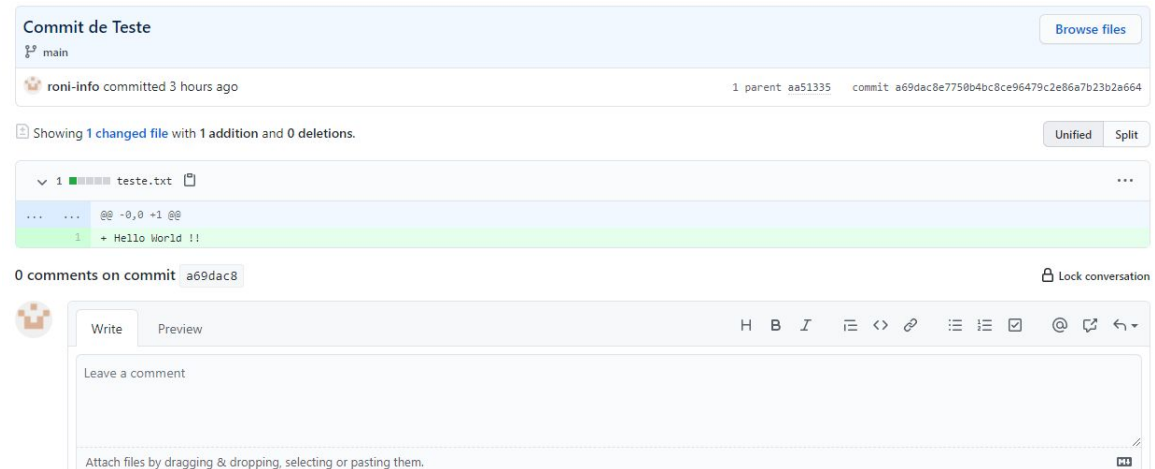 Commit de Teste
Browse files
main
roni-info committed 3 hours ago
1 parent aa51335 commit a69dac8e7750b4bc8ce96479c2e86a7b23b2a664
Showing 1 changed file with 1 addition and 0 deletions.
Unified Split
1 teste.txt
... ... @@ -0,0 +1 @@
1 + Hello World !!
0 comments on commit a69dac8
Lock conversation
Write Preview
Leave a comment
Attach files by dragging & dropping, selecting or pasting them.